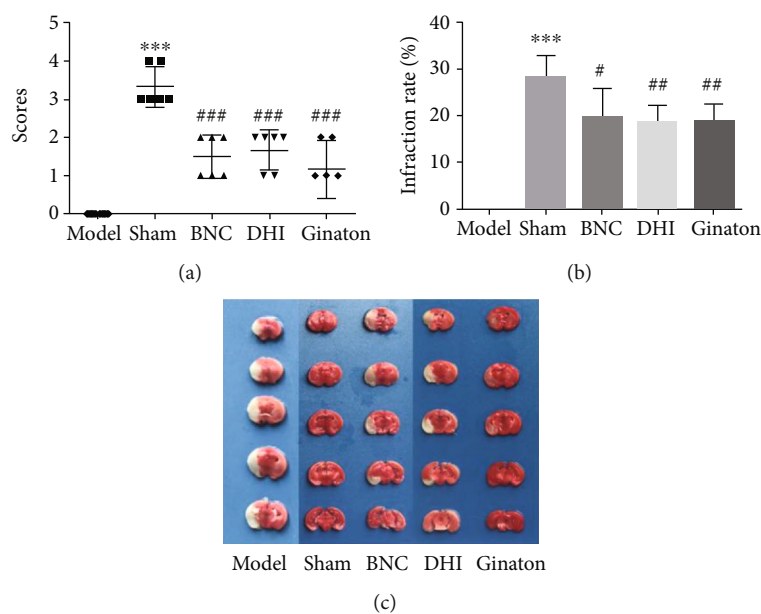 Scores
5
4
3
2
1
0
***
###
###
###
Model Sham BNC DHI Ginaton
(a)
Infraction rate (%)
40
30
20
10
0
***
#
##
##
Model Sham BNC DHI Ginaton
(b)
Model Sham BNC DHI Ginaton
(c)